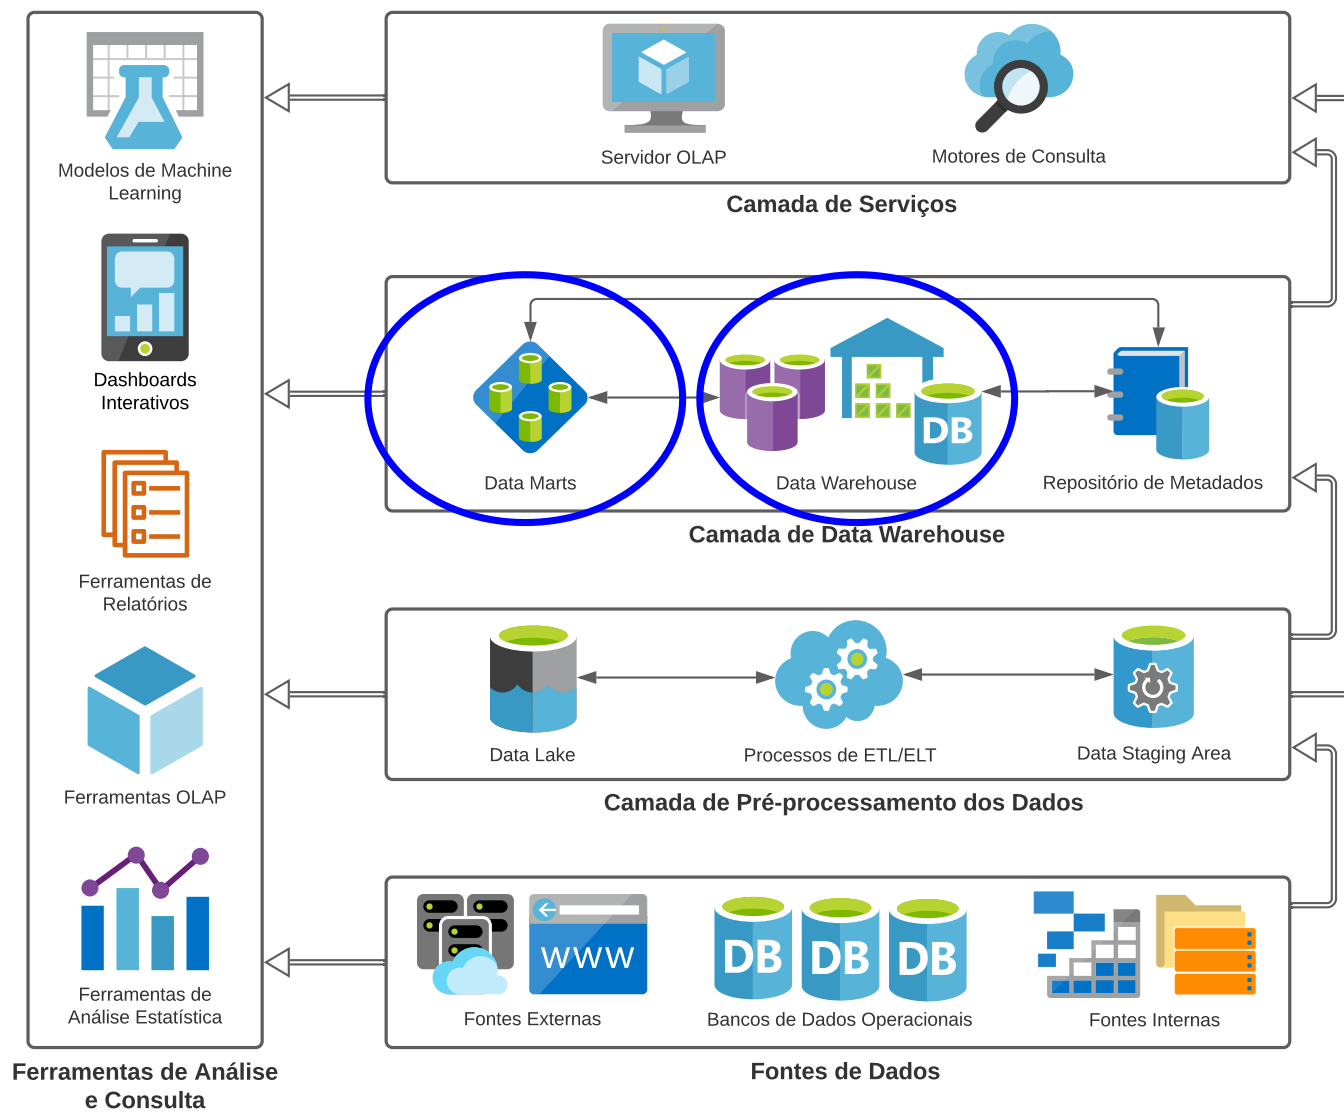 Modelos de Machine
Learning
Dashboards
Interativos
Ferramentas de
Relatórios
Ferramentas OLAP
Ferramentas de
Análise Estatística
Ferramentas de Análise
e Consulta
Servidor OLAP
Motores de Consulta
Camada de Serviços
Data Marts
DB
Data Warehouse
Repositório de Metadados
Camada de Data Warehouse
Data Lake
Processos de ETL/ELT
Data Staging Area
Camada de Pré-processamento dos Dados
www
DB
DB
DB
Fontes Externas
Bancos de Dados Operacionais
Fontes Internas
Fontes de Dados